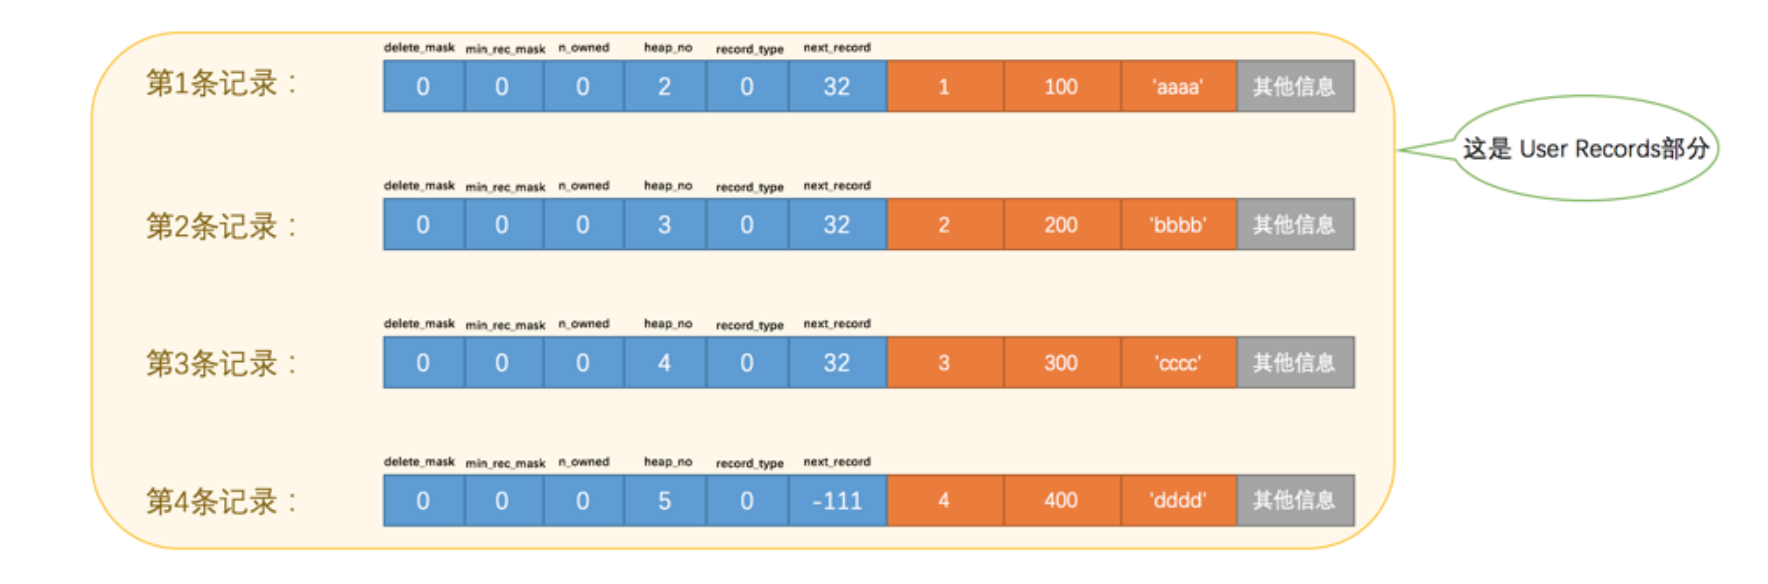 delete_mask min_rec_mask n_owned heap_no record_type next_record
第1条记录： 0 0 0 2 0 32 1 100 'aaaa' 其他信息
这是 User Records部分
delete_mask min_rec_mask n_owned heap_no record_type next_record
第2条记录： 0 0 0 3 0 32 2 200 'bbbb' 其他信息
delete_mask min_rec_mask n_owned heap_no record_type next_record
第3条记录： 0 0 0 4 0 32 3 300 'cccc' 其他信息
delete_mask min_rec_mask n_owned heap_no record_type next_record
第4条记录： 0 0 0 5 0 -111 4 400 'dddd' 其他信息